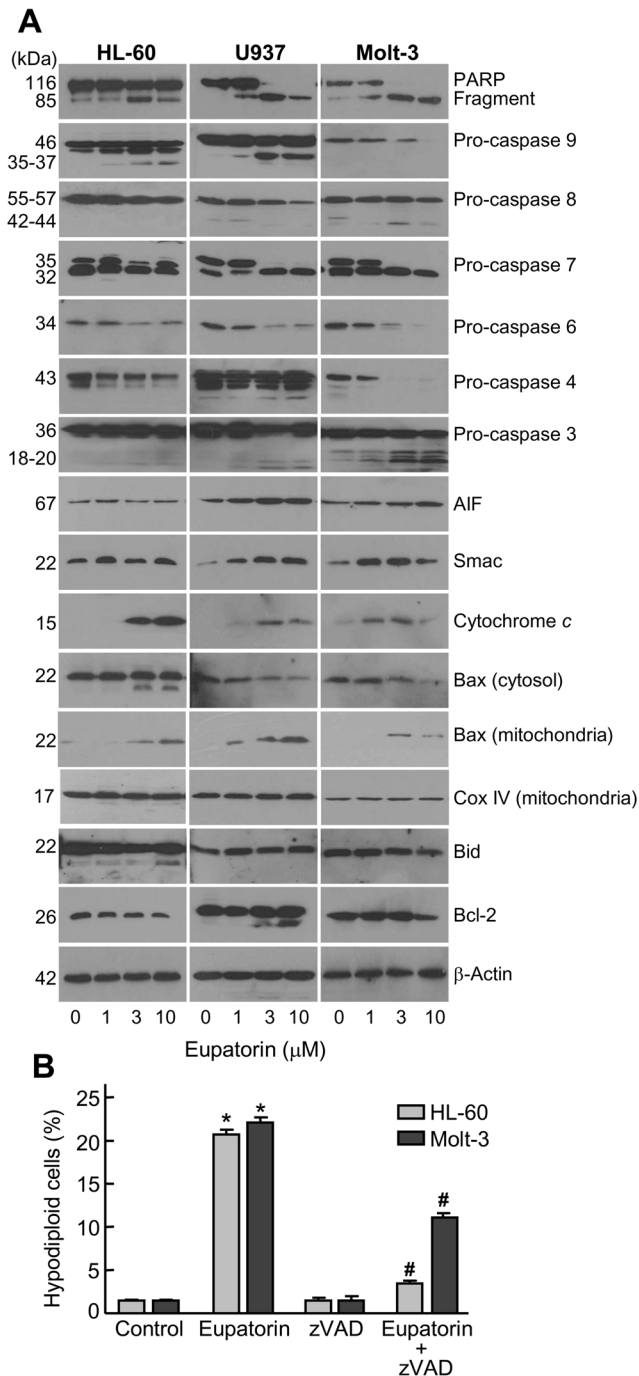 A
HL-60 U937 Molt-3
(kDa)
116 PARP
85 Fragment
46 Pro-caspase 9
35-37
55-57 Pro-caspase 8
42-44
35 Pro-caspase 7
32
34 Pro-caspase 6
43 Pro-caspase 4
36 Pro-caspase 3
18-20
67 AIF
22 Smac
15 Cytochrome c
22 Bax (cytosol)
22 Bax (mitochondria)
17 Cox IV (mitochondria)
22 Bid
26 Bcl-2
42 β-Actin
0 1 3 10 0 1 3 10 0 1 3 10
Eupatorin (μM)
B
Hypodiploid cells (%)
25
20
15
10
5
0
* *
# #
HL-60
Molt-3
Control Eupatorin zVAD Eupatorin
+
zVAD